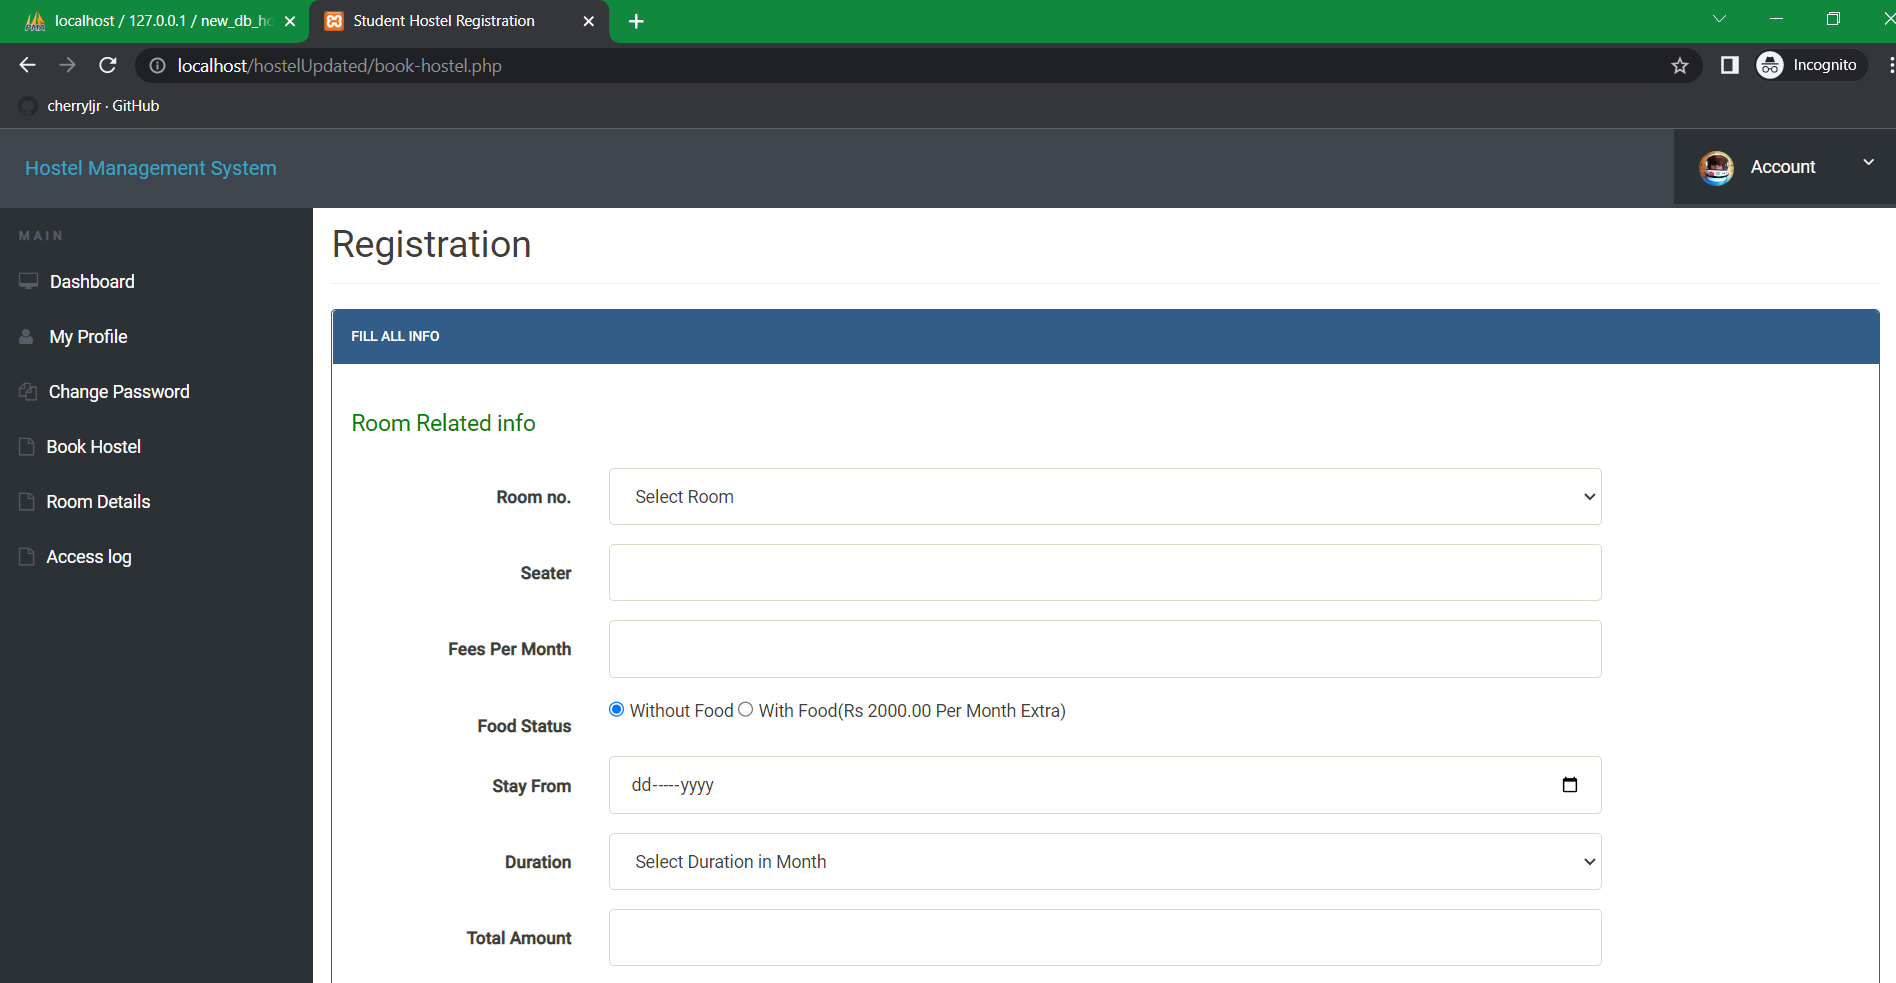 localhost / 127.0.0.1 / new_db_ho
Student Hostel Registration
localhost/hostelUpdated/book-hostel.php
Incognito
cherryljr · GitHub
Hostel Management System
Account
MAIN
Dashboard
My Profile
Change Password
Book Hostel
Room Details
Access log
Registration
FILL ALL INFO
Room Related info
Room no.
Select Room
Seater
Fees Per Month
Food Status
Without Food
With Food(Rs 2000.00 Per Month Extra)
Stay From
dd-----yyyy
Duration
Select Duration in Month
Total Amount